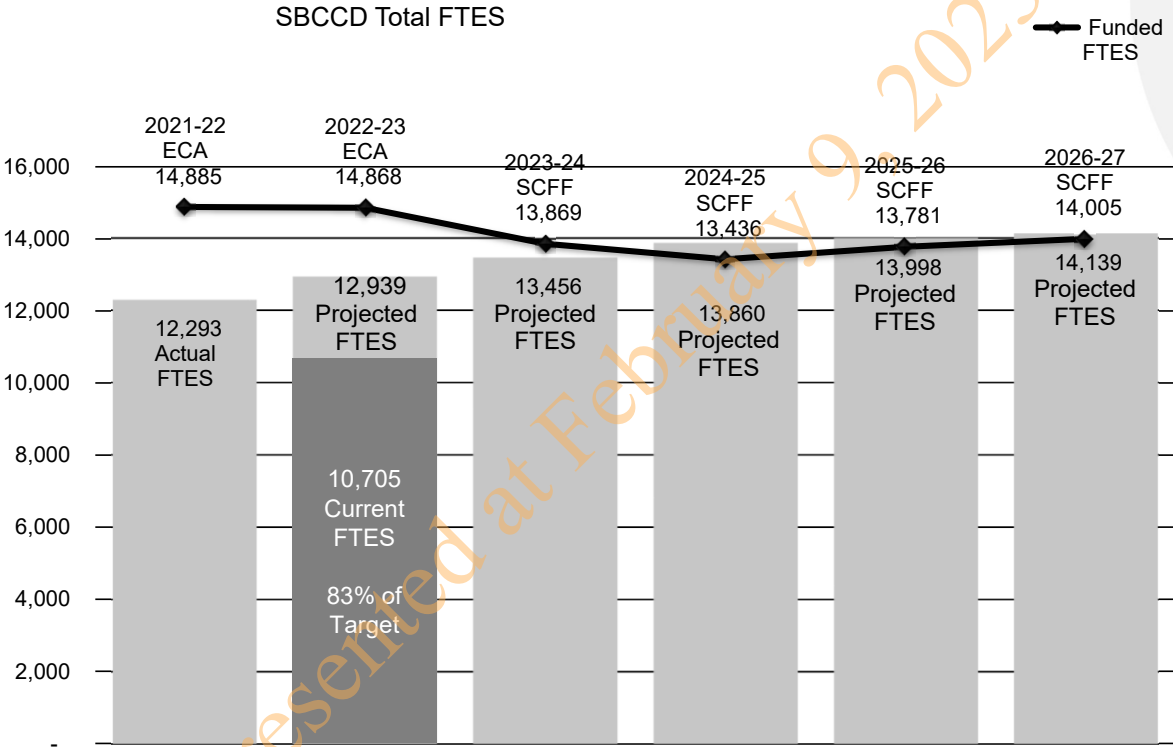 SBCCD Total FTES
Funded
FTES
2021-22
ECA
14,885
2022-23
ECA
14,868
2023-24
SCFF
13,869
2024-25
SCFF
13,436
2025-26
SCFF
13,781
2026-27
SCFF
14,005
16,000
14,000
12,000
10,000
8,000
6,000
4,000
2,000
-
12,293
Actual
FTES
12,939
Projected
FTES
10,705
Current
FTES
83% of
Target
13,456
Projected
FTES
13,860
Projected
FTES
13,998
Projected
FTES
14,139
Projected
FTES
esented at February 9, 2023